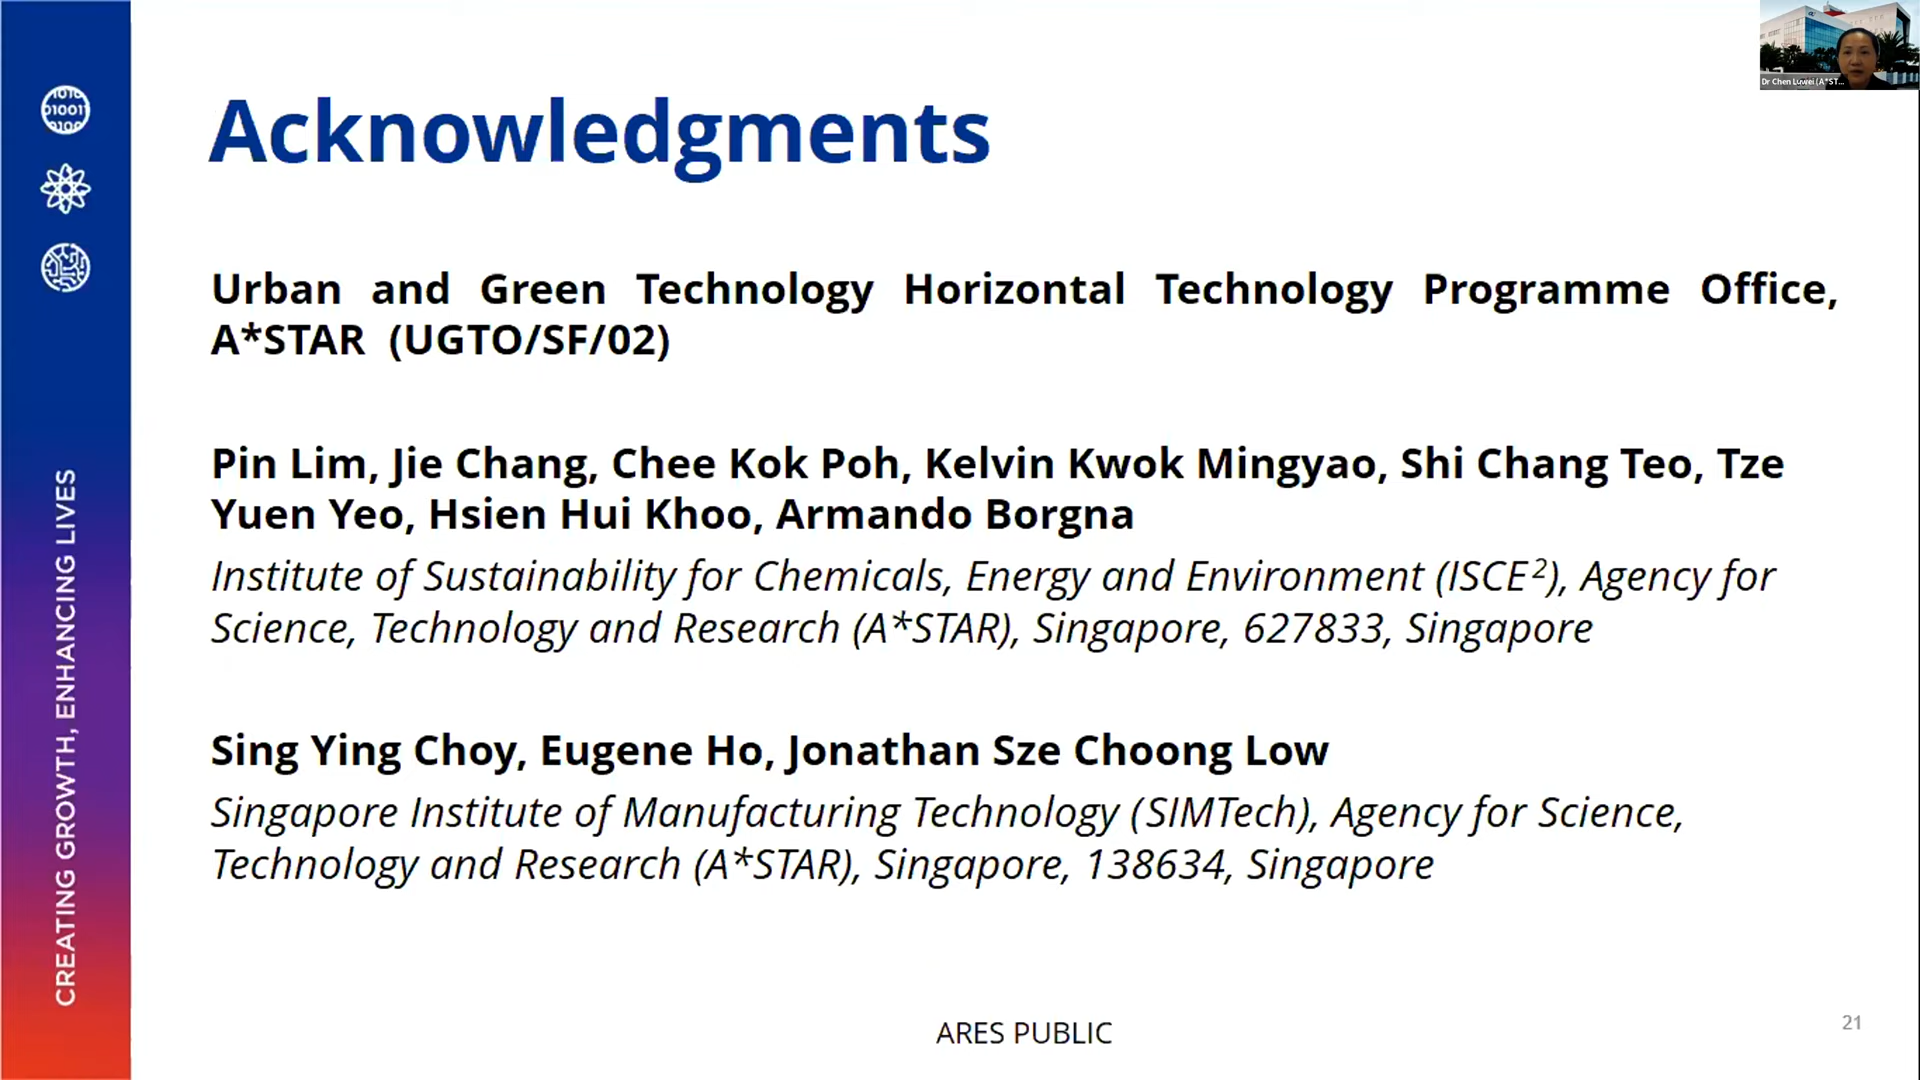 Dr Chen Luwei (A*ST...
Acknowledgments
Urban and Green Technology Horizontal Technology Programme Office,
A*STAR (UGTO/SF/02)
Pin Lim, Jie Chang, Chee Kok Poh, Kelvin Kwok Mingyao, Shi Chang Teo, Tze
Yuen Yeo, Hsien Hui Khoo, Armando Borgna
Institute of Sustainability for Chemicals, Energy and Environment (ISCE²), Agency for
Science, Technology and Research (A*STAR), Singapore, 627833, Singapore
Sing Ying Choy, Eugene Ho, Jonathan Sze Choong Low
Singapore Institute of Manufacturing Technology (SIMTech), Agency for Science,
Technology and Research (A*STAR), Singapore, 138634, Singapore
CREATING GROWTH, ENHANCING LIVES
ARES PUBLIC
21